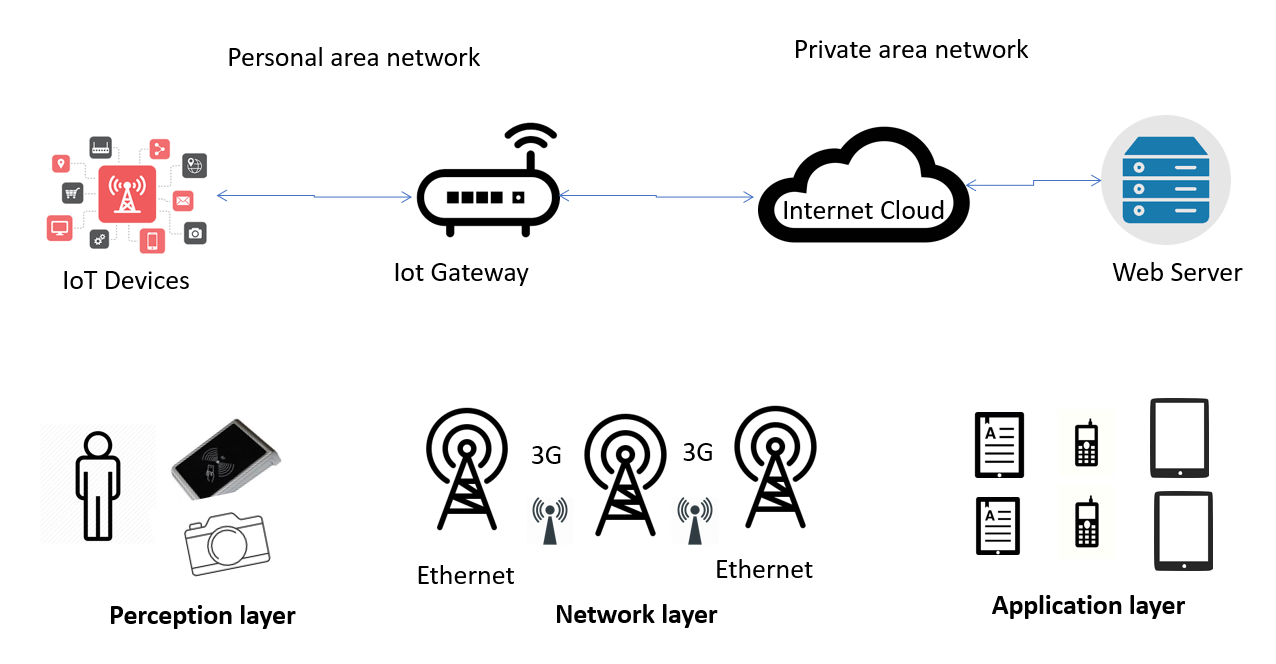 Personal area network
Private area network
Internet Cloud
IoT Devices
Iot Gateway
Web Server
3G
3G
A
A
Ethernet
Ethernet
Perception layer
Network layer
Application layer